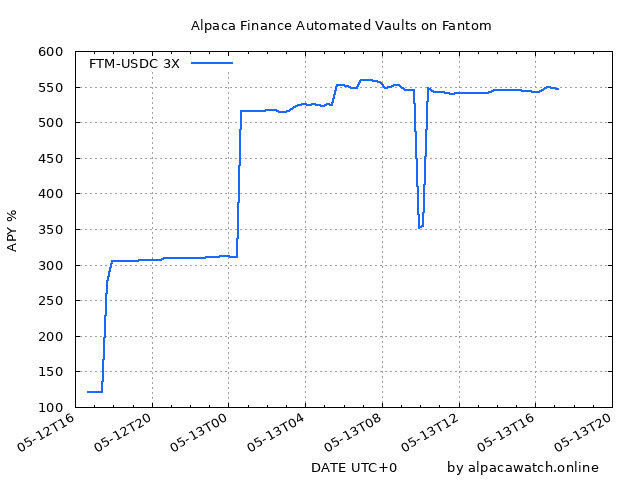 Alpaca Finance Automated Vaults on Fantom
FTM-USDC 3X
APY %
600
550
500
450
400
350
300
250
200
150
100
05-12T16
05-12T20
05-13T00
05-13T04
05-13T08
05-13T12
05-13T16
05-13T20
DATE UTC+0
by alpacawatch.online